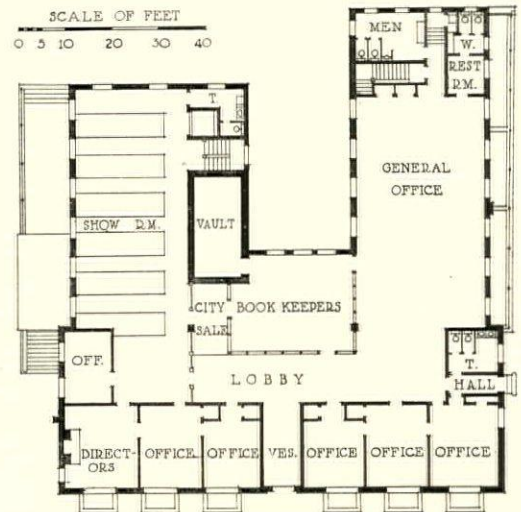 SCALE OF FEET
0 5 10 20 30 40
MEN
W.
REST
RM.
T.
GENERAL
OFFICE
SHOW RM.
VAULT
CITY
SALE
BOOK KEEPERS
OFF.
LOBBY
T.
HALL
DIRECT-
ORS
OFFICE
OFFICE
VES.
OFFICE
OFFICE
OFFICE